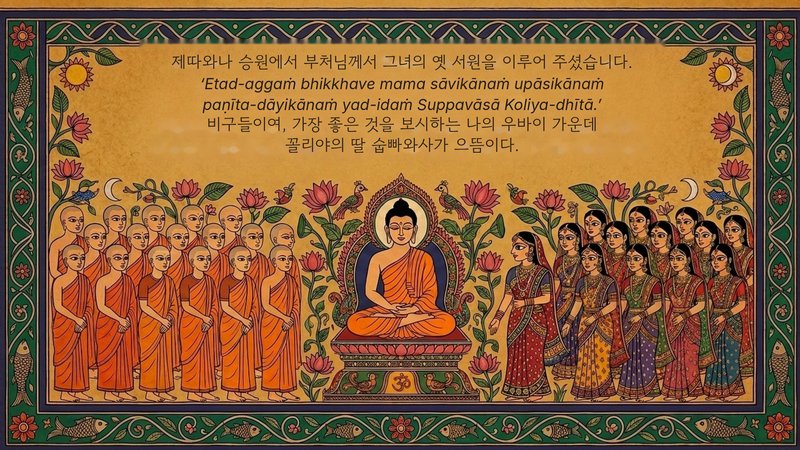 제따와나 승원에서 부처님께서 그녀의 옛 서원을 이루어 주셨습니다.
‘Etad-aggaṁ bhikkhave mama sāvikānaṁ upāsikānaṁ
paṇīta-dāyikānaṁ yad-idaṁ Suppavāsā Koliya-dhītā.’
비구들이여, 가장 좋은 것을 보시하는 나의 우바이 가운데
꼴리야의 딸 숩빠와사가 으뜸이다.
ॐ